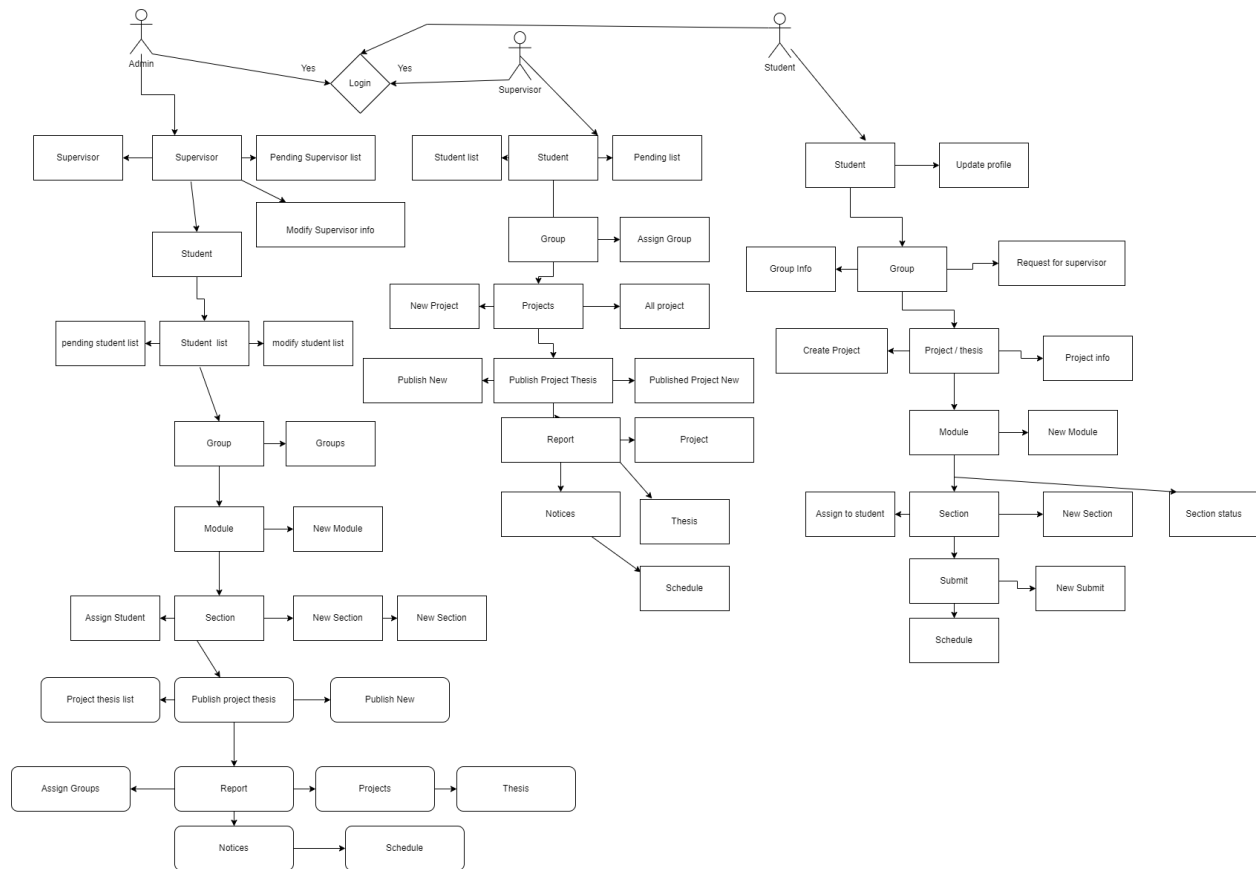 Admin
Yes
Login
Yes
Supervisor
Student
Supervisor
Supervisor
Pending Supervisor list
Modify Supervisor info
Student
pending student list
Student list
modify student list
Group
Groups
Module
New Module
Assign Student
Section
New Section
New Section
Project thesis list
Publish project thesis
Publish New
Assign Groups
Report
Projects
Thesis
Notices
Schedule
Student list
Student
Pending list
Group
Assign Group
New Project
Projects
All project
Publish New
Publish Project Thesis
Published Project New
Report
Project
Notices
Thesis
Schedule
Student
Update profile
Group Info
Group
Request for supervisor
Create Project
Project / thesis
Project info
Module
New Module
Assign to student
Section
New Section
Section status
Submit
New Submit
Schedule